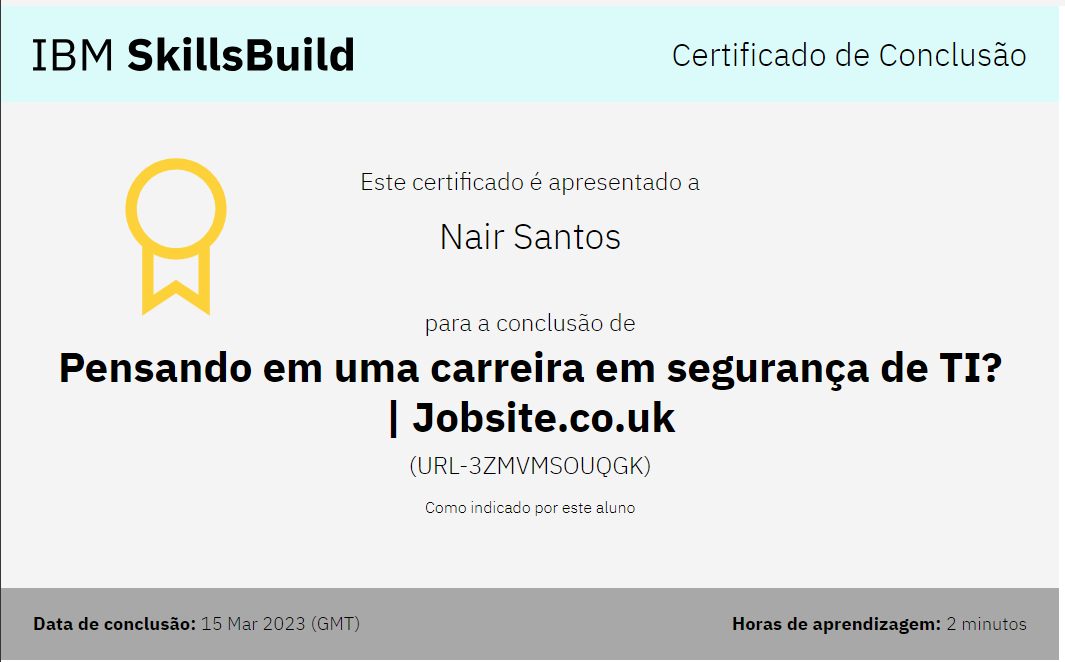 IBM SkillsBuild
Certificado de Conclusão
Este certificado é apresentado a
Nair Santos
para a conclusão de
Pensando em uma carreira em segurança de TI?
| Jobsite.co.uk
(URL-3ZMVMSOUQGK)
Como indicado por este aluno
Data de conclusão: 15 Mar 2023 (GMT)
Horas de aprendizagem: 2 minutos